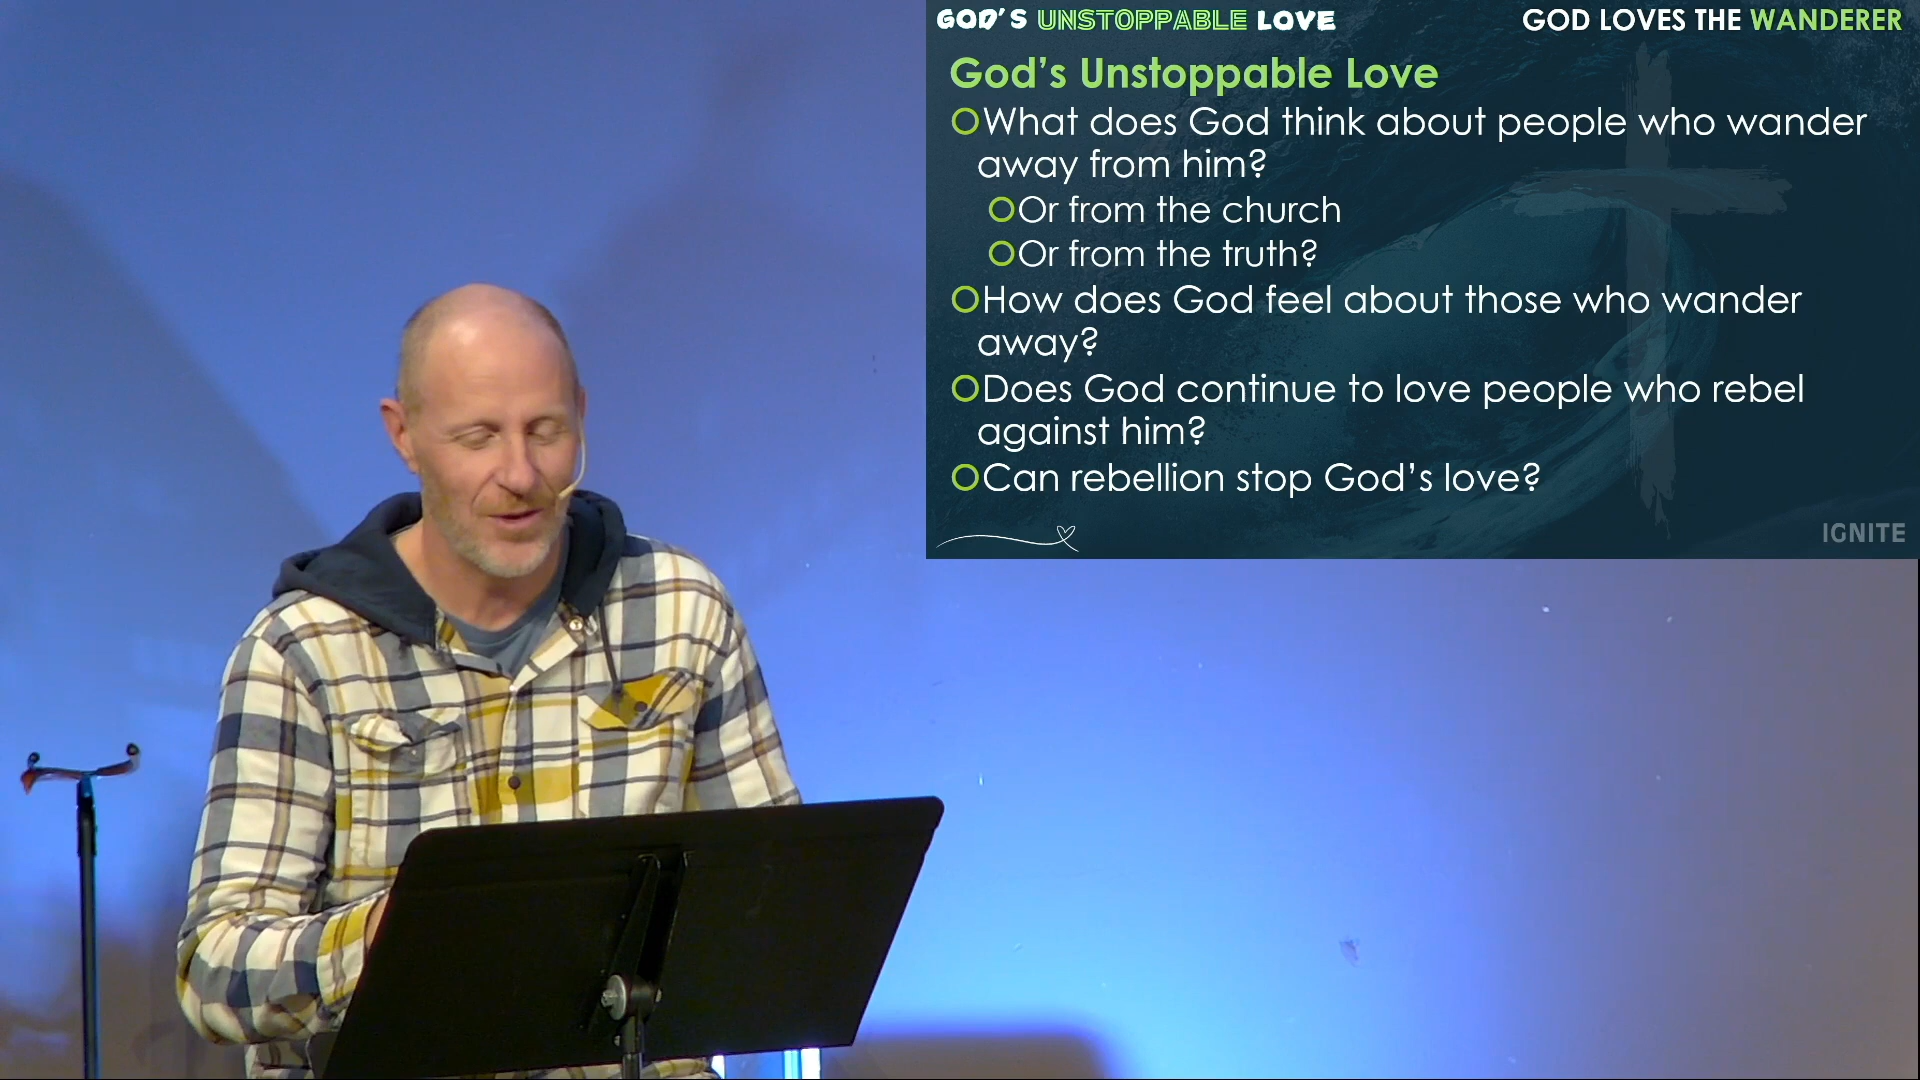 GOD'S UNSTOPPABLE LOVE
GOD LOVES THE WANDERER
God's Unstoppable Love
What does God think about people who wander
away from him?
Or from the church
Or from the truth?
How does God feel about those who wander
away?
Does God continue to love people who rebel
against him?
Can rebellion stop God's love?
IGNITE